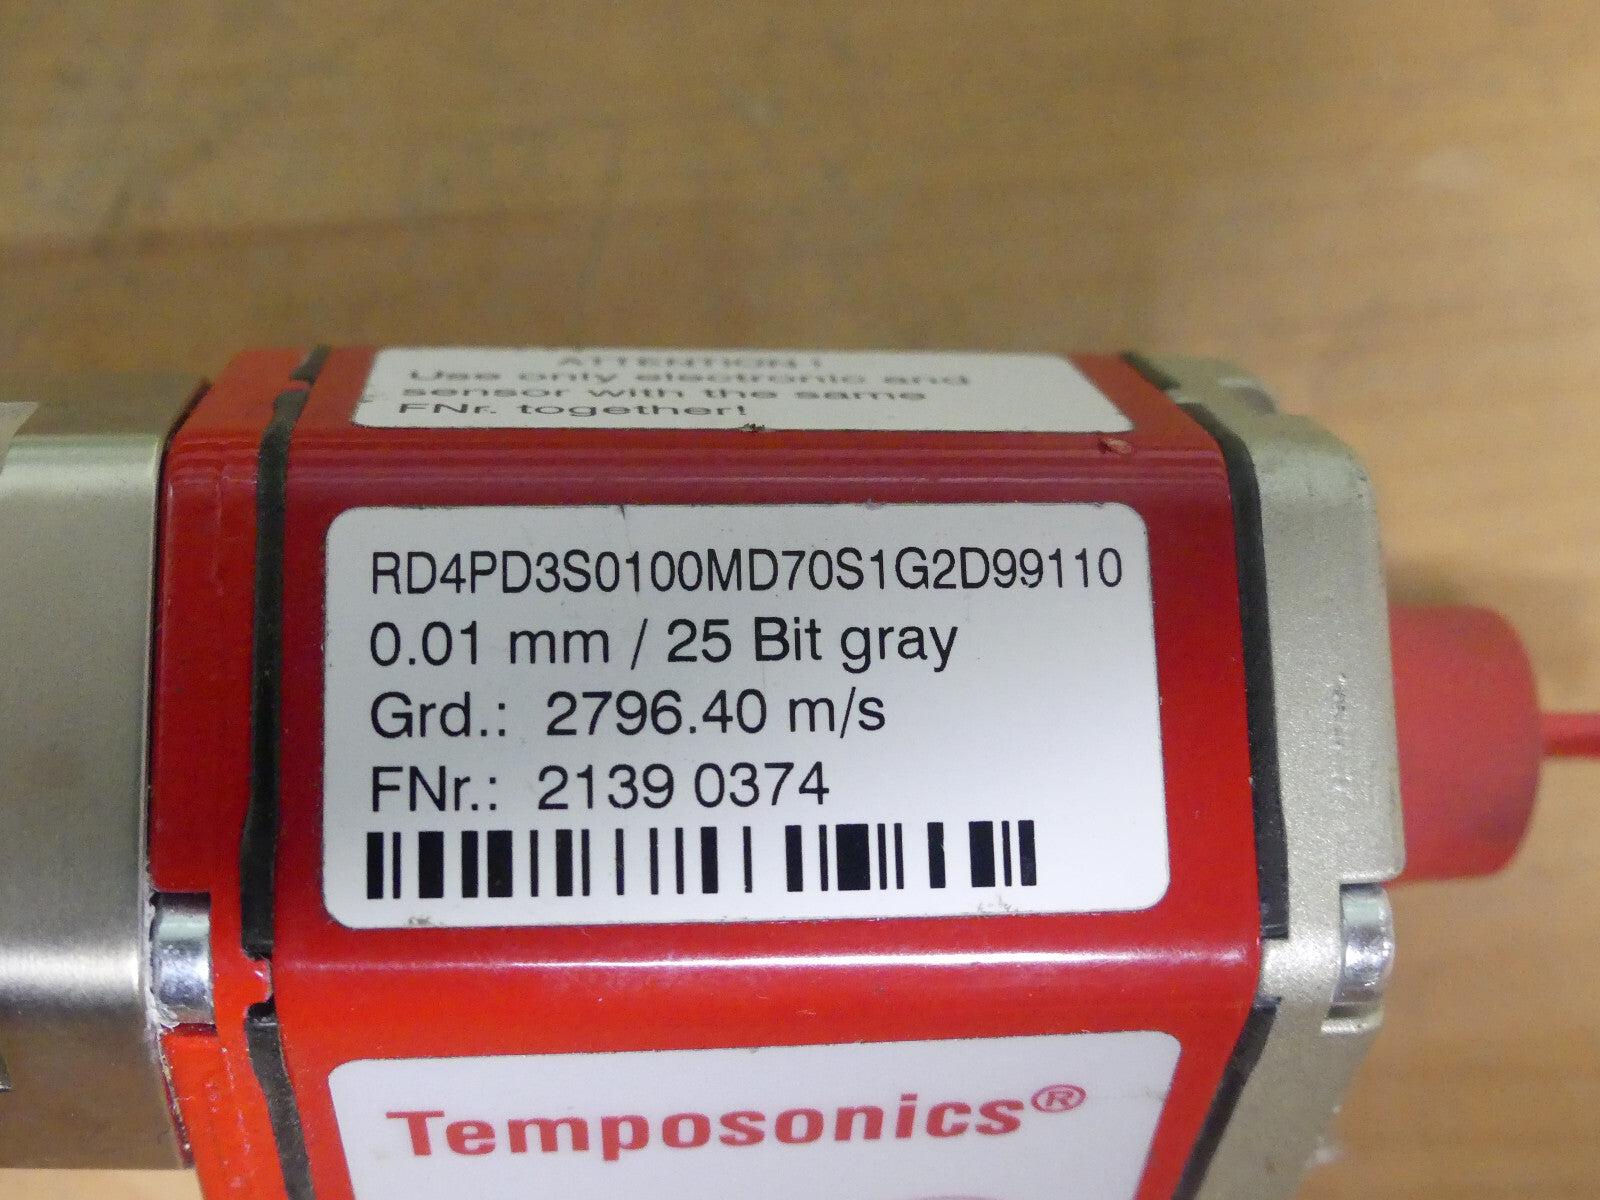 ATTENTION !
Use only electronic and
sensor with the same
FNr. together!
RD4PD3S0100MD70S1G2D99110
0.01 mm / 25 Bit gray
Grd.: 2796.40 m/s
FNr.: 2139 0374
Temposonics®